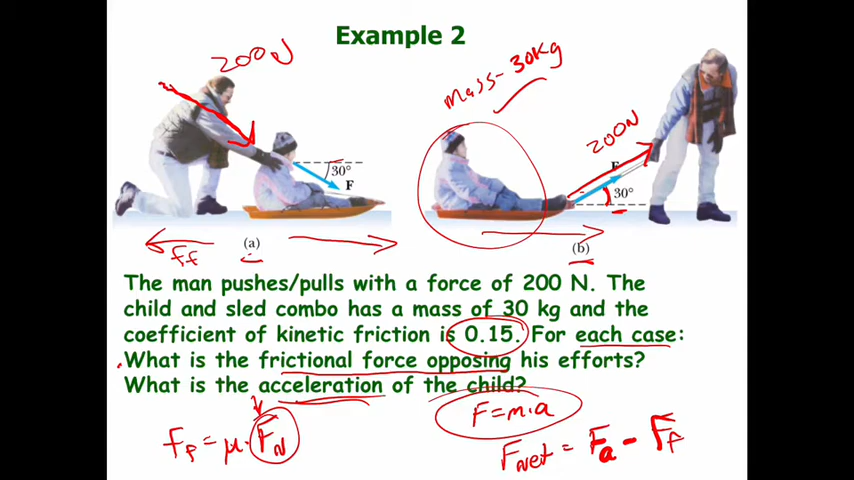 Example 2
200N
mass-30kg
200N
30°
F
F
30°
Ff
(a)
(b)
The man pushes/pulls with a force of 200 N. The
child and sled combo has a mass of 30 kg and the
coefficient of kinetic friction is 0.15. For each case:
What is the frictional force opposing his efforts?
What is the acceleration of the child?
F=m·a
Ff=μ·FN
Fnet = Fa - Ff